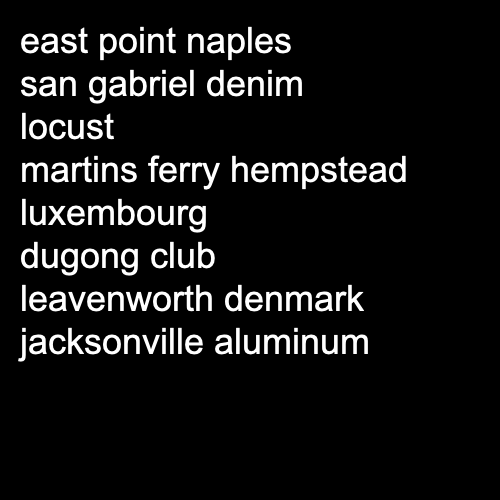 east point naples
san gabriel denim
locust
martins ferry hempstead
luxembourg
dugong club
leavenworth denmark
jacksonville aluminum